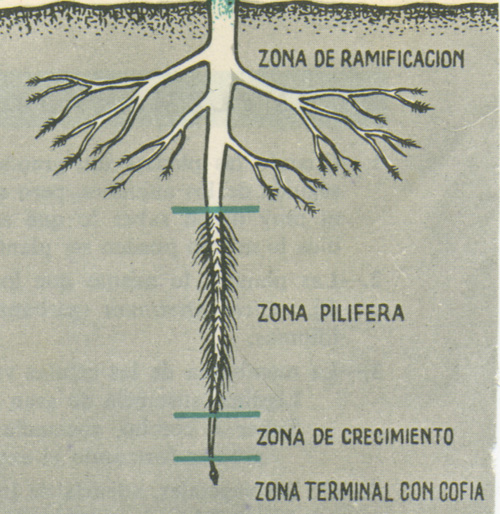 ZONA DE RAMIFICACION
ZONA PILIFERA
ZONA DE CRECIMIENTO
ZONA TERMINAL CON COFIA